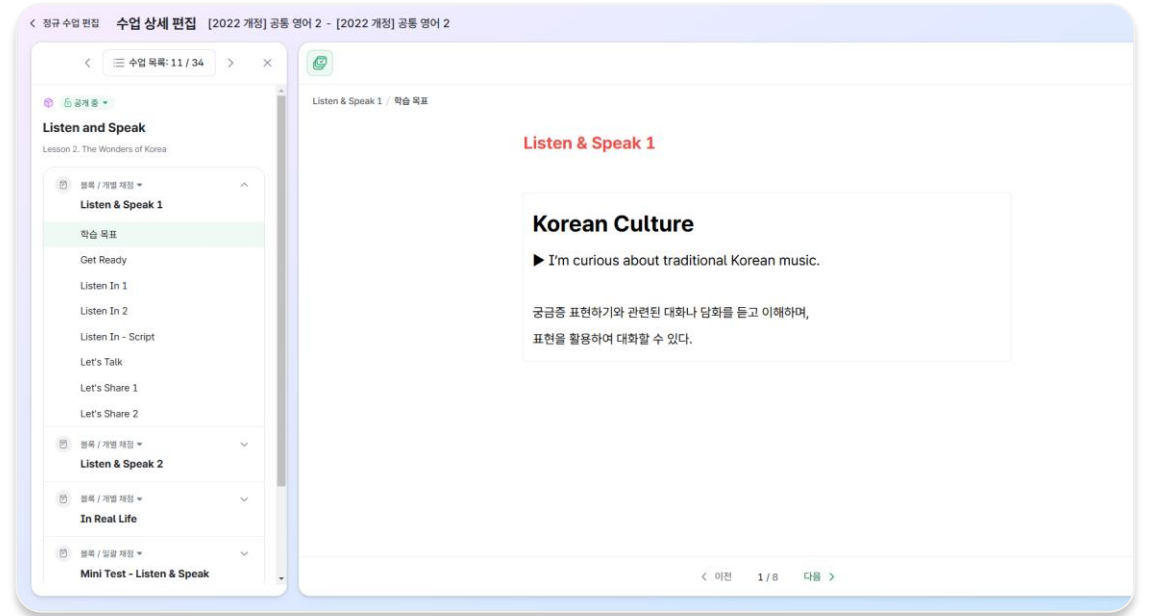 정규 수업 편집 수업 상세 편집 [2022 개정] 공통 영어 2 - [2022 개정] 공통 영어 2
수업 목록: 11 / 34
공개 중
Listen and Speak
Lesson 2. The Wonders of Korea
블록 / 개별 채점
Listen & Speak 1
학습 목표
Get Ready
Listen In 1
Listen In 2
Listen In - Script
Let's Talk
Let's Share 1
Let's Share 2
블록 / 개별 채점
Listen & Speak 2
블록 / 개별 채점
In Real Life
블록 / 일괄 채점
Mini Test - Listen & Speak
Listen & Speak 1 / 학습 목표
Listen & Speak 1
Korean Culture
▶ I'm curious about traditional Korean music.
궁금증 표현하기와 관련된 대화나 담화를 듣고 이해하며,
표현을 활용하여 대화할 수 있다.
이전 1 / 8 다음